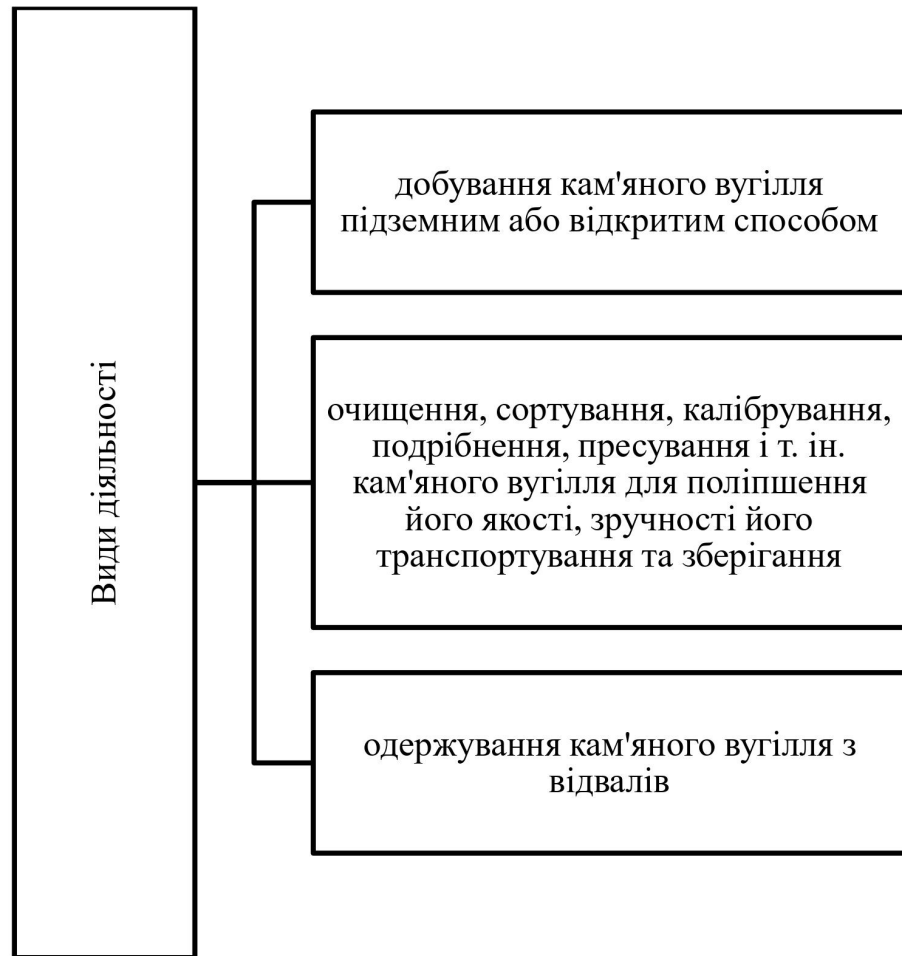 Види діяльності
добування кам'яного вугілля
підземним або відкритим способом
очищення, сортування, калібрування,
подрібнення, пресування і т. ін.
кам'яного вугілля для поліпшення
його якості, зручності його
транспортування та зберігання
одержування кам'яного вугілля з
відвалів